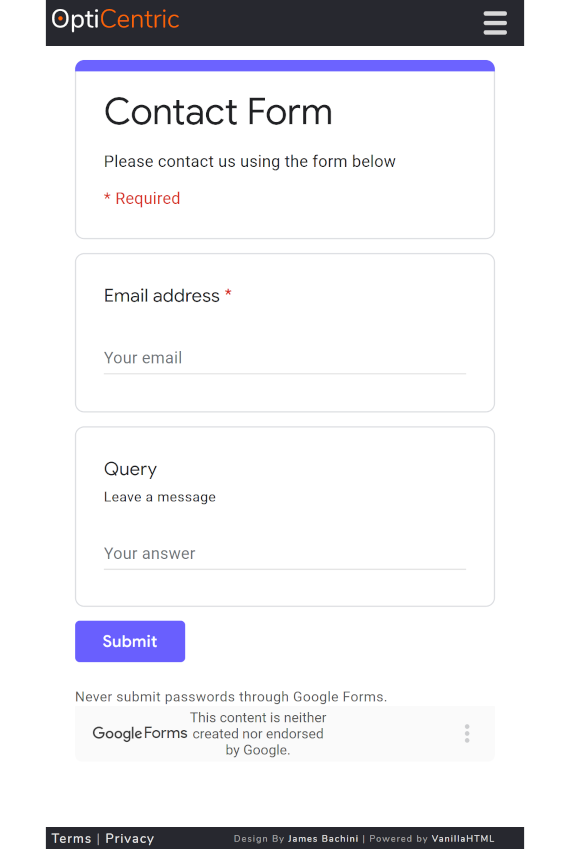 OptiCentric
Contact Form
Please contact us using the form below
* Required
Email address *
Your email
Query
Leave a message
Your answer
Submit
Never submit passwords through Google Forms.
Google Forms
This content is neither
created nor endorsed
by Google.
Terms | Privacy
Design By James Bachini | Powered by VanillaHTML